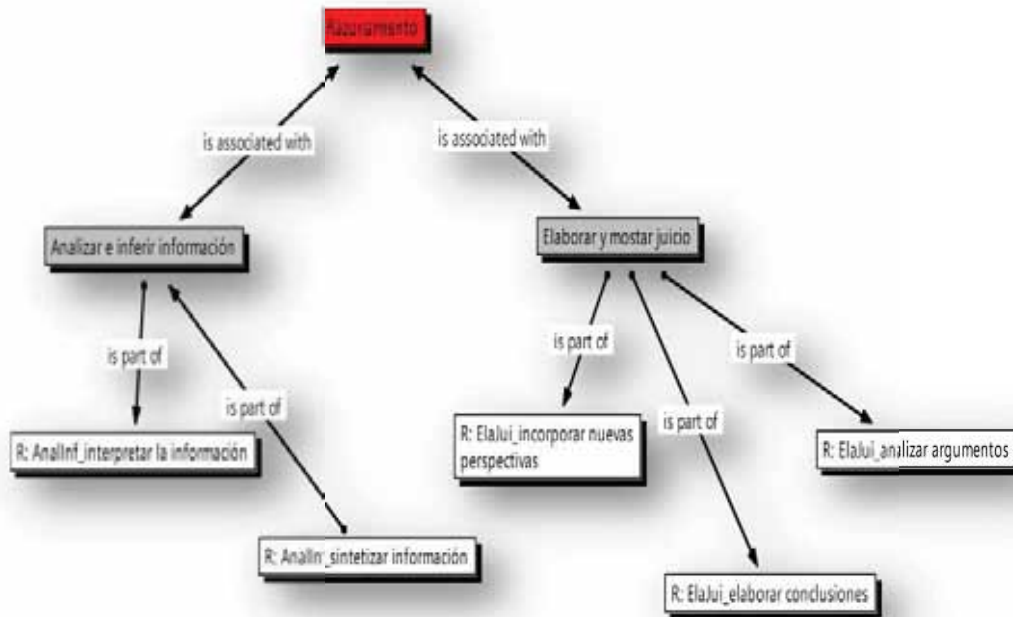 Razonamiento
is associated with
is associated with
Analizar e inferir información
Elaborar y mostar juicio
is part of
is part of
is part of
is part of
is part of
R: AnalInf_interpretar la información
R: ElaJui_incorporar nuevas
perspectivas
R: ElaJui_analizar argumentos
R: AnalInf_sintetizar información
R: ElaJui_elaborar conclusiones